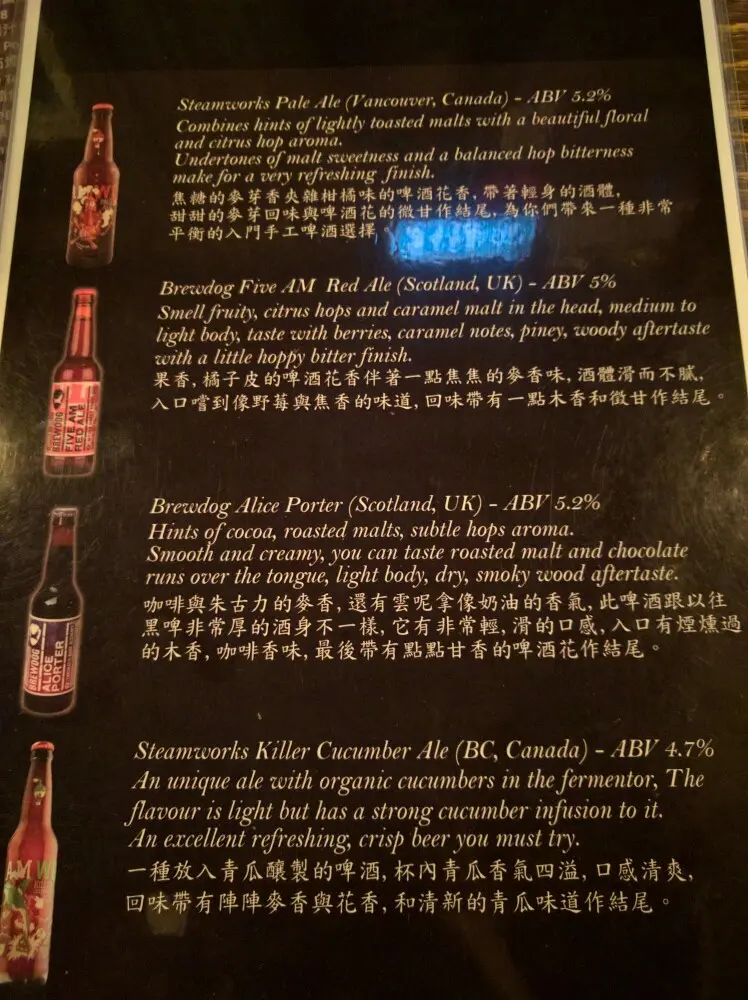 Steamworks Pale Ale (Vancouver, Canada) - ABV 5.2%
Combines hints of lightly toasted malts with a beautiful floral
and citrus hop aroma.
Undertones of malt sweetness and a balanced hop bitterness
make for a very refreshing finish.
焦糖的麥芽香夾雜柑橘味的啤酒花香, 帶著輕身的酒體,
甜甜的麥芽回味與啤酒花的微甘作結尾, 為你們帶來一種非常
平衡的入門手工啤酒選擇。
Brewdog Five AM Red Ale (Scotland, UK) - ABV 5%
Smell fruity, citrus hops and caramel malt in the head, medium to
light body, taste with berries, caramel notes, piney, woody aftertaste
with a little hoppy bitter finish.
果香, 橘子皮的啤酒花香伴著一點焦焦的麥香味, 酒體滑而不膩,
入口嚐到像野莓與焦香的味道, 回味帶有一點木香和微甘作結尾。
BREWDOG
FIVE AM
RED ALE
Brewdog Alice Porter (Scotland, UK) - ABV 5.2%
Hints of cocoa, roasted malts, subtle hops aroma.
Smooth and creamy, you can taste roasted malt and chocolate
runs over the tongue, light body, dry, smoky wood aftertaste.
咖啡與朱古力的麥香, 還有雲呢拿像奶油的香氣, 此啤酒跟以往
黑啤非常厚的酒身不一樣, 它有非常輕, 滑的口感, 入口有煙燻過
的木香, 咖啡香味, 最後帶有點點甘香的啤酒花作結尾。
BREWDOG
ALICE
PORTER
Steamworks Killer Cucumber Ale (BC, Canada) - ABV 4.7%
An unique ale with organic cucumbers in the fermentor, The
flavour is light but has a strong cucumber infusion to it.
An excellent refreshing, crisp beer you must try.
一種放入青瓜釀製的啤酒, 杯內青瓜香氣四溢, 口感清爽,
回味帶有陣陣麥香與花香, 和清新的青瓜味道作結尾。